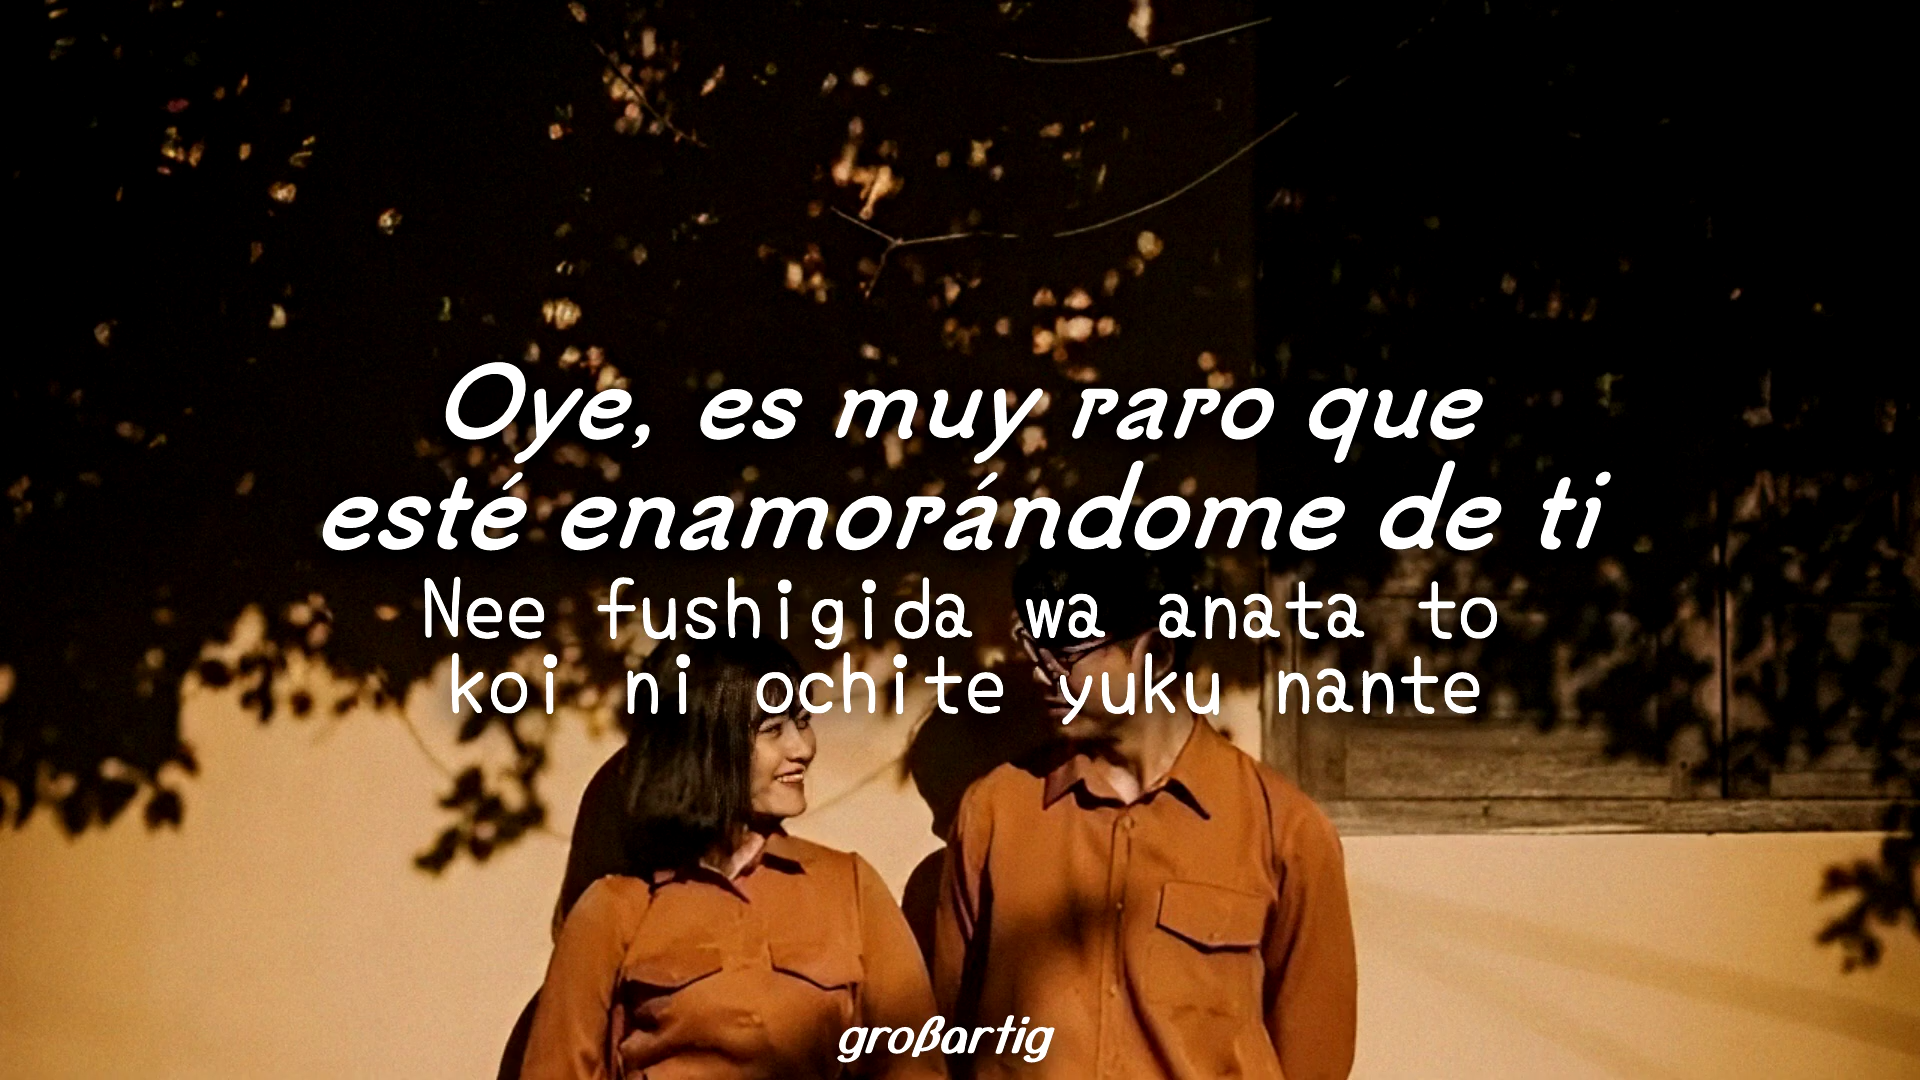 Oye, es muy raro que
esté enamorándome de ti
Nee fushigida wa anata to
koi ni ochite yuku nante
großartig